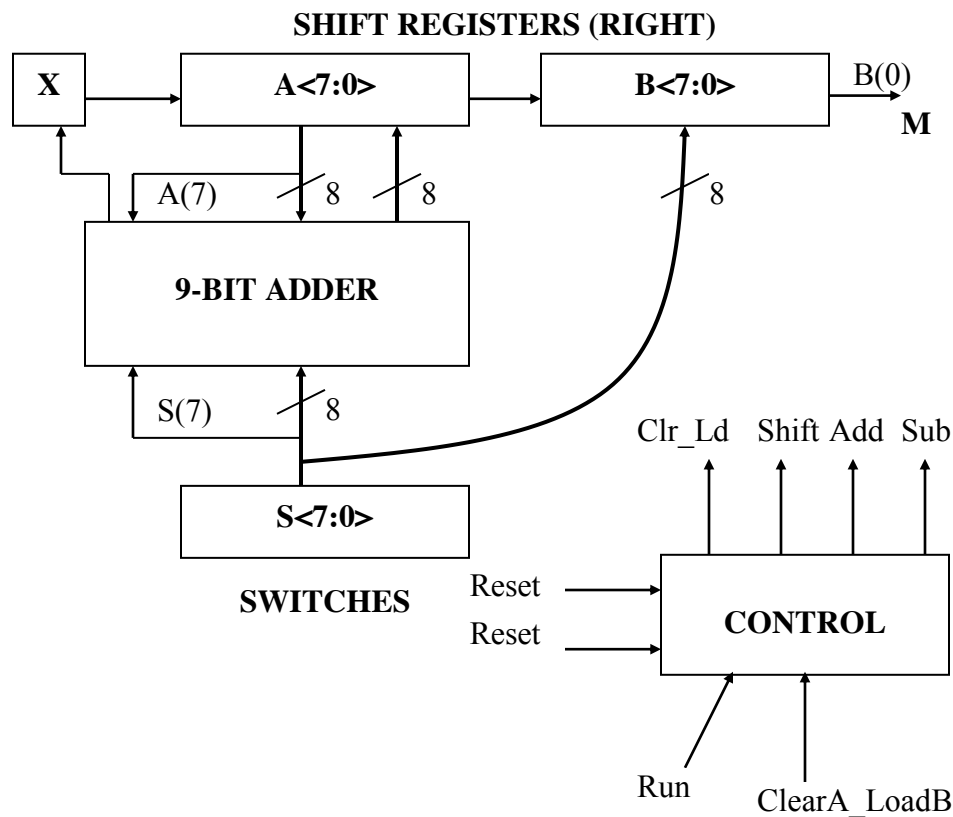 SHIFT REGISTERS (RIGHT)
X
A<7:0>
B<7:0>
B(0)
M
A(7)
8
8
8
9-BIT ADDER
S(7)
8
Clr_Ld
Shift
Add
Sub
S<7:0>
SWITCHES
Reset
Reset
CONTROL
Run
ClearA_LoadB